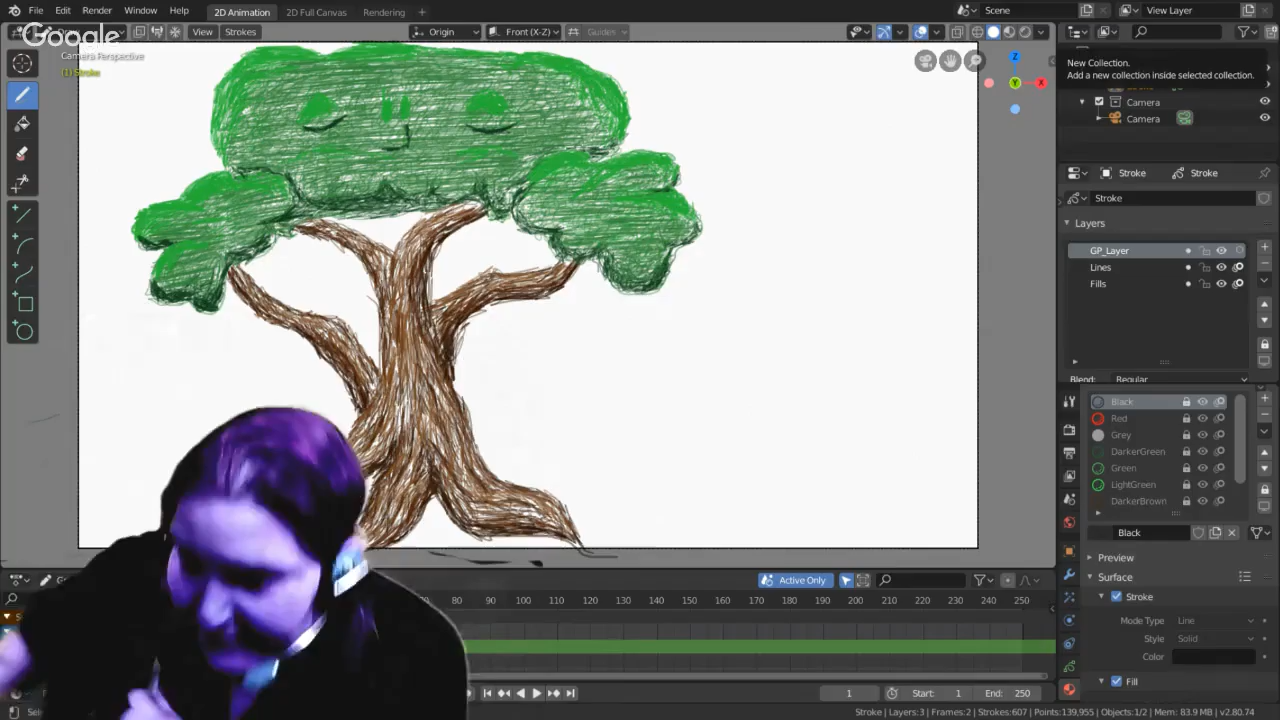 File Edit Render Window Help 2D Animation 2D Full Canvas Rendering + Scene View Layer
Google View Strokes Origin Front (X-Z) Guides
Camera Perspective
(1) Stroke
Z
Y
X
New Collection.
Add a new collection inside selected collection.
Camera
Camera
Stroke Stroke
Stroke
Layers
GP_Layer
Lines
Fills
Blend: Regular
Black
Red
Grey
DarkerGreen
Green
LightGreen
DarkerBrown
Black
Preview
Surface
Stroke
Mode Type Line
Style Solid
Color
Fill
Active Only
80 90 100 110 120 130 140 150 160 170 180 190 200 210 220 230 240 250
1 Start: 1 End: 250
Stroke | Layers:3 | Frames:2 | Strokes:607 | Points:139,955 | Objects:1/2 | Mem: 83.9 MB | v2.80.74